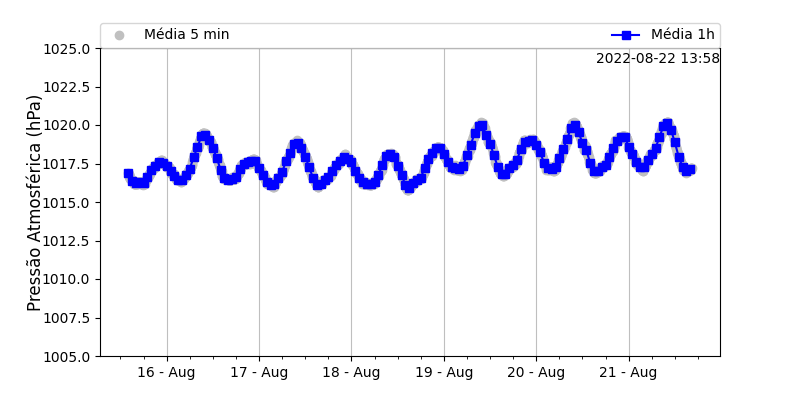 Média 5 min
Média 1h
2022-08-22 13:58
Pressão Atmosférica (hPa)
1025.0
1022.5
1020.0
1017.5
1015.0
1012.5
1010.0
1007.5
1005.0
16 - Aug
17 - Aug
18 - Aug
19 - Aug
20 - Aug
21 - Aug